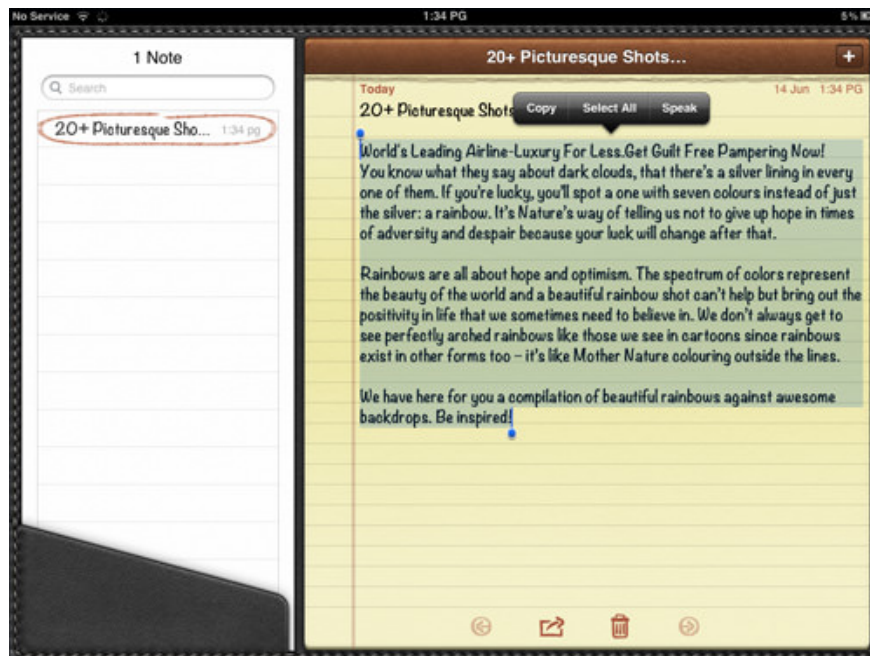 No Service 1:34 PG 5%
1 Note
20+ Picturesque Shots...
+
Search
20+ Picturesque Sho... 1:34 pg
Today 14 Jun 1:34 PG
20+ Picturesque Shots
Copy Select All Speak
World's Leading Airline-Luxury For Less.Get Guilt Free Pampering Now!
You know what they say about dark clouds, that there's a silver lining in every
one of them. If you're lucky, you'll spot a one with seven colours instead of just
the silver: a rainbow. It's Nature's way of telling us not to give up hope in times
of adversity and despair because your luck will change after that.
Rainbows are all about hope and optimism. The spectrum of colors represent
the beauty of the world and a beautiful rainbow shot can't help but bring out the
positivity in life that we sometimes need to believe in. We don't always get to
see perfectly arched rainbows like those we see in cartoons since rainbows
exist in other forms too – it's like Mother Nature colouring outside the lines.
We have here for you a compilation of beautiful rainbows against awesome
backdrops. Be inspired!